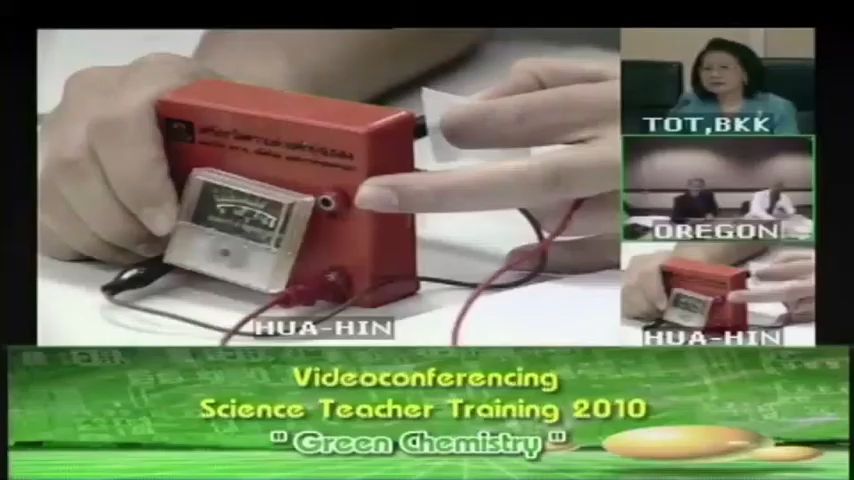 TOT,BKK
OREGON
HUA-HIN
HUA-HIN
Videoconferencing
Science Teacher Training 2010
"Green Chemistry"